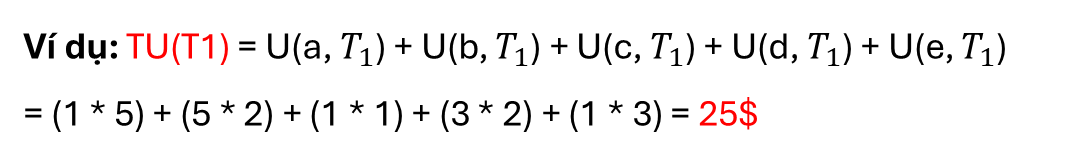 Ví dụ: TU(T1) = U(a, T₁) + U(b, T₁) + U(c, T₁) + U(d, T₁) + U(e, T₁)
= (1 * 5) + (5 * 2) + (1 * 1) + (3 * 2) + (1 * 3) = 25$